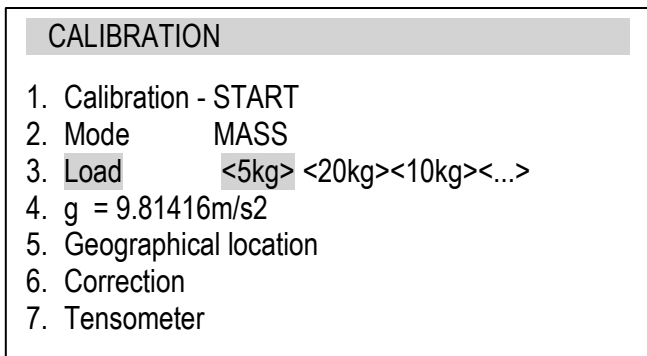 CALIBRATION
1. Calibration - START
2. Mode MASS
3. Load <5kg> <20kg><10kg><...>
4. g = 9.81416m/s2
5. Geographical location
6. Correction
7. Tensometer